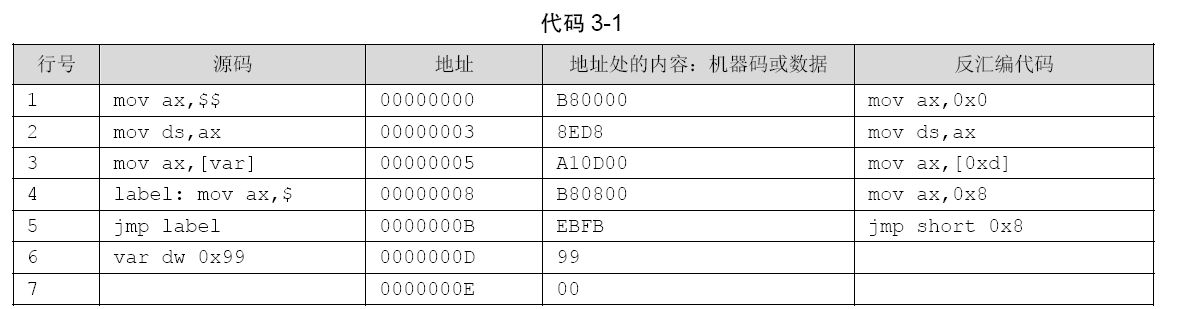 代码 3-1
行号 源码 地址 地址处的内容：机器码或数据 反汇编代码
1 mov ax,$$ 00000000 B80000 mov ax,0x0
2 mov ds,ax 00000003 8ED8 mov ds,ax
3 mov ax,[var] 00000005 A10D00 mov ax,[0xd]
4 label: mov ax,$ 00000008 B80800 mov ax,0x8
5 jmp label 0000000B EBFB jmp short 0x8
6 var dw 0x99 0000000D 99
7 0000000E 00